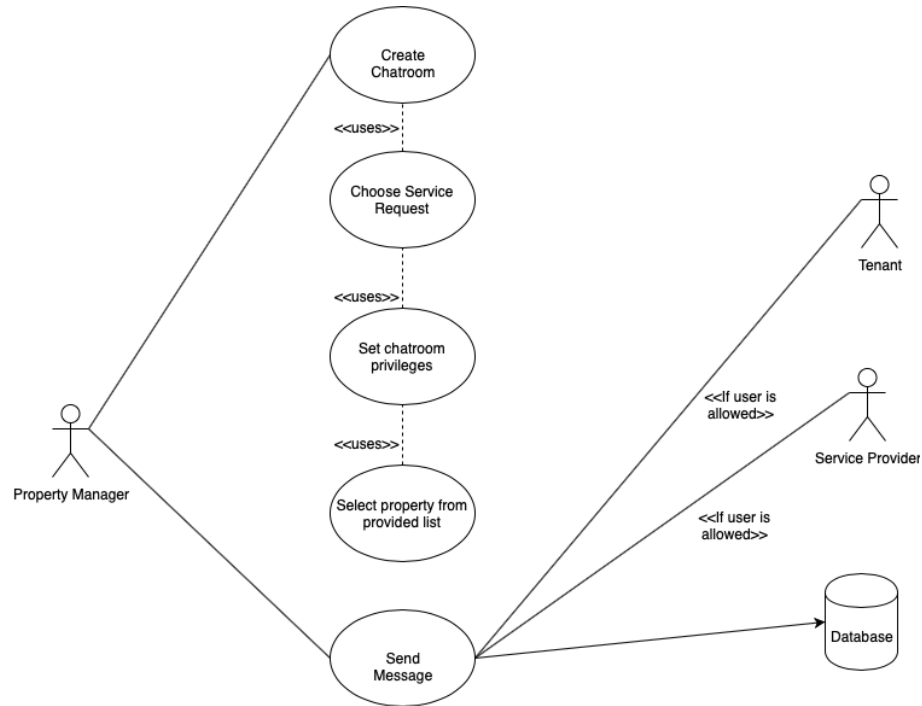 Create
Chatroom
<<uses>>
Choose Service
Request
Tenant
<<uses>>
Set chatroom
privileges
<<If user is
allowed>>
<<uses>>
Service Provider
Property Manager
Select property from
provided list
<<If user is
allowed>>
Database
Send
Message